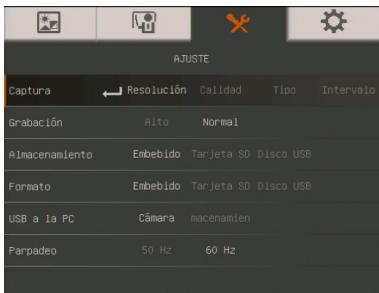 AJUSTE
Captura Resolución Calidad Tipo Intervalo
Grabación Alto Normal
Almacenamiento Embebido Tarjeta SD Disco USB
Formato Embebido Tarjeta SD Disco USB
USB a la PC Cámara macenamien
Parpadeo 50 Hz 60 Hz